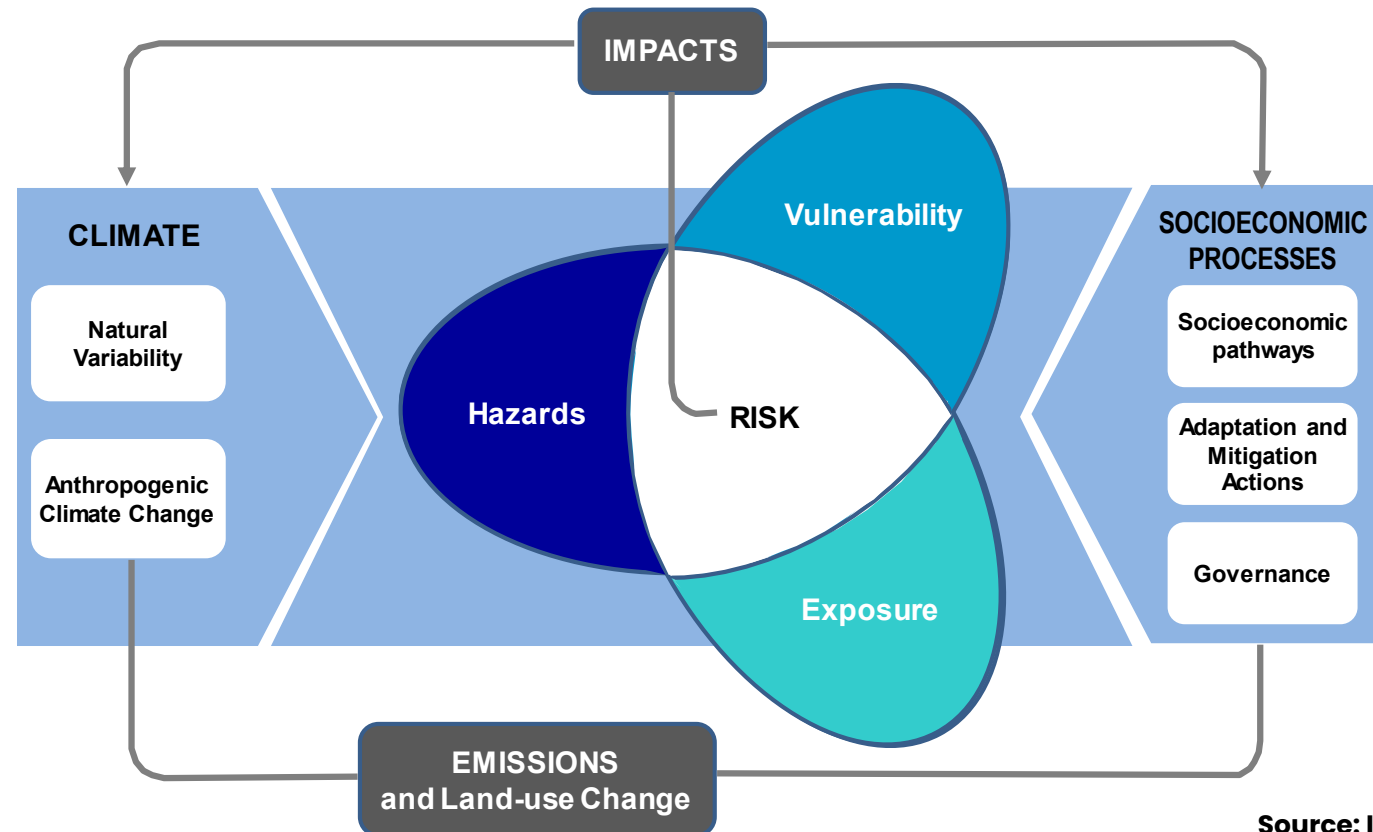 IMPACTS
CLIMATE
Natural
Variability
Anthropogenic
Climate Change
Vulnerability
Hazards
RISK
Exposure
SOCIOECONOMIC
PROCESSES
Socioeconomic
pathways
Adaptation and
Mitigation
Actions
Governance
EMISSIONS
and Land-use Change
Source: